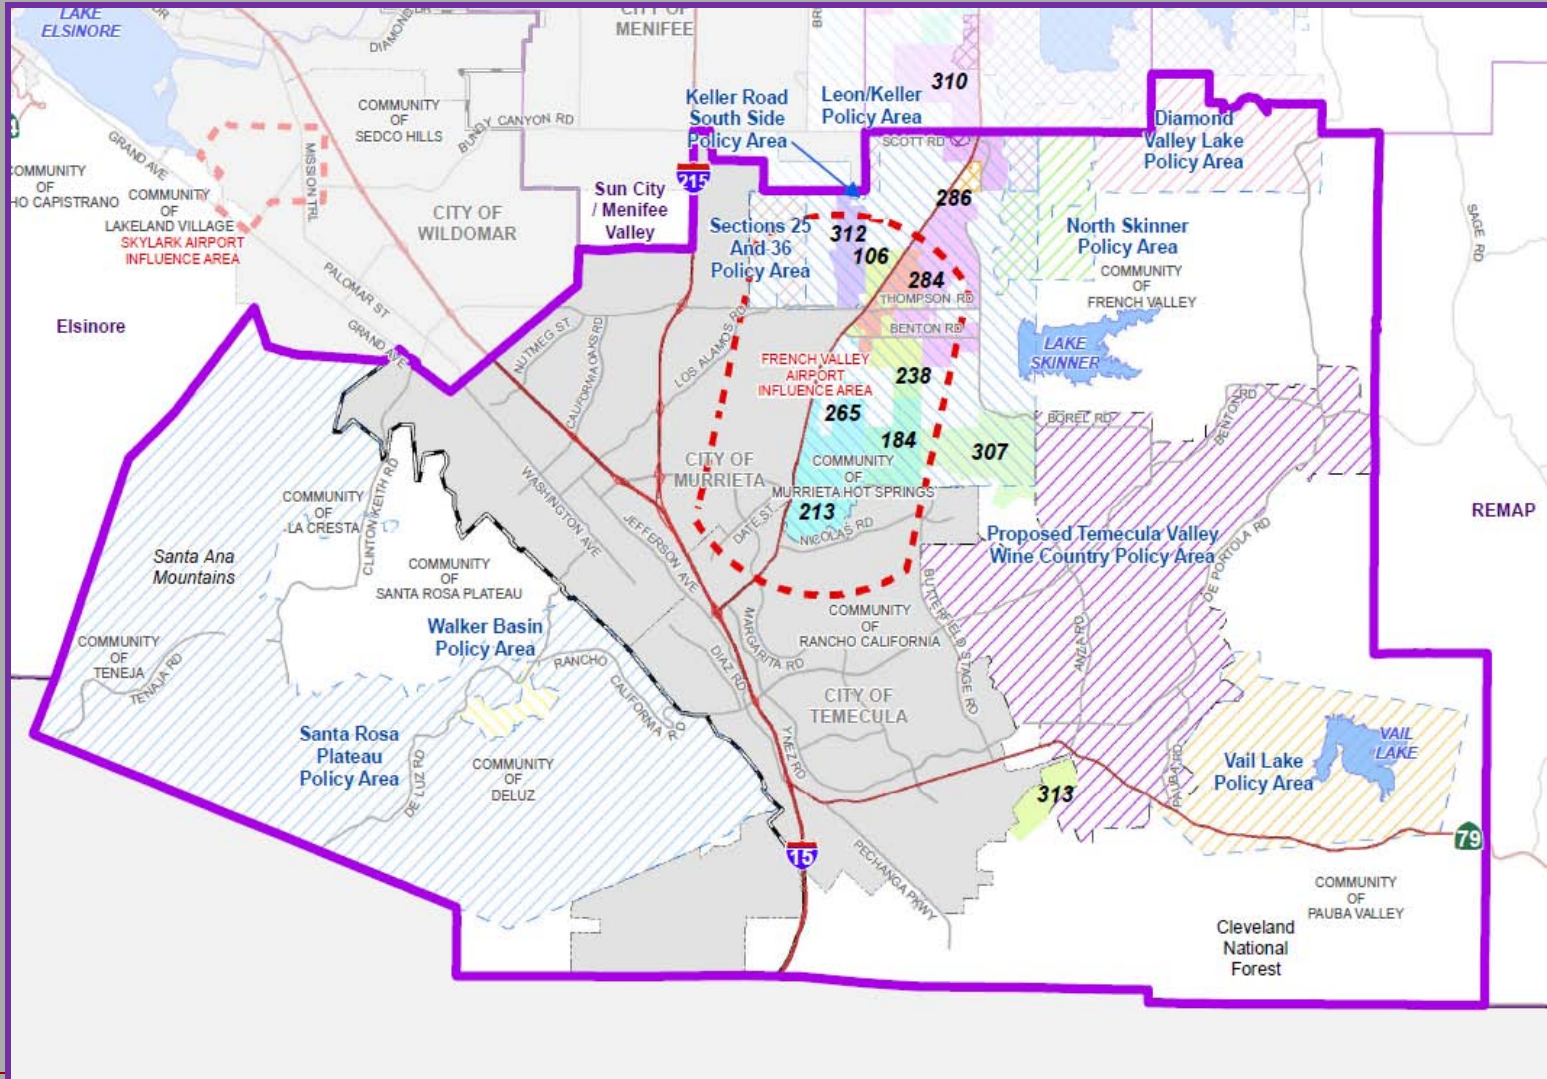 LAKE
ELSINORE
DIAMOND DR
CITY OF
MENIFEE
310
COMMUNITY
OF
SEDCO HILLS
BUNDY CANYON RD
Keller Road
South Side
Policy Area
Leon/Keller
Policy Area
SCOTT RD
Diamond
Valley Lake
Policy Area
GRAND AVE
MISSION TRL
COMMUNITY
OF
HO CAPISTRANO
COMMUNITY
OF
LAKELAND VILLAGE
SKYLARK AIRPORT
INFLUENCE AREA
CITY OF
WILDOMAR
Sun City
/ Menifee
Valley
215
Sections 25
And 36
Policy Area
286
312
106
284
North Skinner
Policy Area
COMMUNITY
OF
FRENCH VALLEY
SAGE RD
PALOMAR ST
GRAND AVE
Elsinore
NUTMEG ST
CALIFORNIA OAKS RD
LOS ALAMOS RD
THOMPSON RD
BENTON RD
LAKE
SKINNER
FRENCH VALLEY
AIRPORT
INFLUENCE AREA
238
265
184
307
BOREL RD
BENTON RD
CITY OF
MURRIETA
COMMUNITY
OF
MURRIETA HOT SPRINGS
213
DATE ST
NICOLAS RD
COMMUNITY
OF
LA CRESTA
CLINTON KEITH RD
WASHINGTON AVE
JEFFERSON AVE
REMAP
Proposed Temecula Valley
Wine Country Policy Area
DE PORTOLA RD
Santa Ana
Mountains
COMMUNITY
OF
SANTA ROSA PLATEAU
Walker Basin
Policy Area
COMMUNITY
OF
TENEJA
TENAJA RD
RANCHO
CALIFORNIA RD
DIAZ RD
MARGARITA RD
COMMUNITY
OF
RANCHO CALIFORNIA
BUTTERFIELD STAGE RD
ANZA RD
CITY OF
TEMECULA
YNEZ RD
Santa Rosa
Plateau
Policy Area
DE LUZ RD
COMMUNITY
OF
DELUZ
313
PAUBA RD
Vail Lake
Policy Area
VAIL
LAKE
79
15
PECHANGA PKWY
COMMUNITY
OF
PAUBA VALLEY
Cleveland
National
Forest